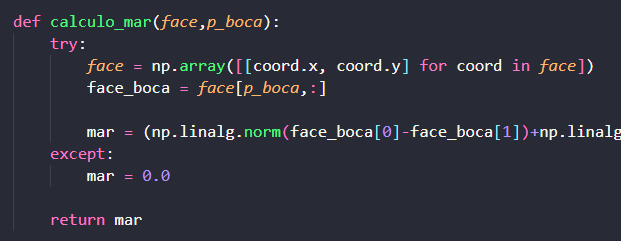 def calculo_mar(face,p_boca):
    try:
        face = np.array([[coord.x, coord.y] for coord in face])
        face_boca = face[p_boca,:]
        mar = (np.linalg.norm(face_boca[0]-face_boca[1])+np.linalg
    except:
        mar = 0.0
    return mar